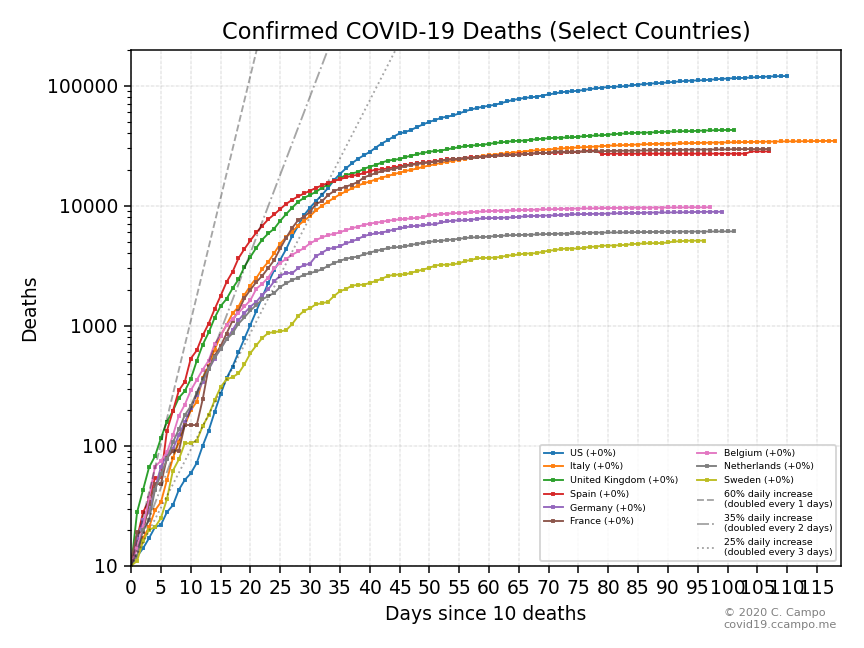 Confirmed COVID-19 Deaths (Select Countries)
Deaths
100000
10000
1000
100
10
US (+0%)
Italy (+0%)
United Kingdom (+0%)
Spain (+0%)
Germany (+0%)
France (+0%)
Belgium (+0%)
Netherlands (+0%)
Sweden (+0%)
60% daily increase
(doubled every 1 days)
35% daily increase
(doubled every 2 days)
25% daily increase
(doubled every 3 days)
0 5 10 15 20 25 30 35 40 45 50 55 60 65 70 75 80 85 90 95 100 105 110 115
Days since 10 deaths
© 2020 C. Campo
covid19.ccampo.me